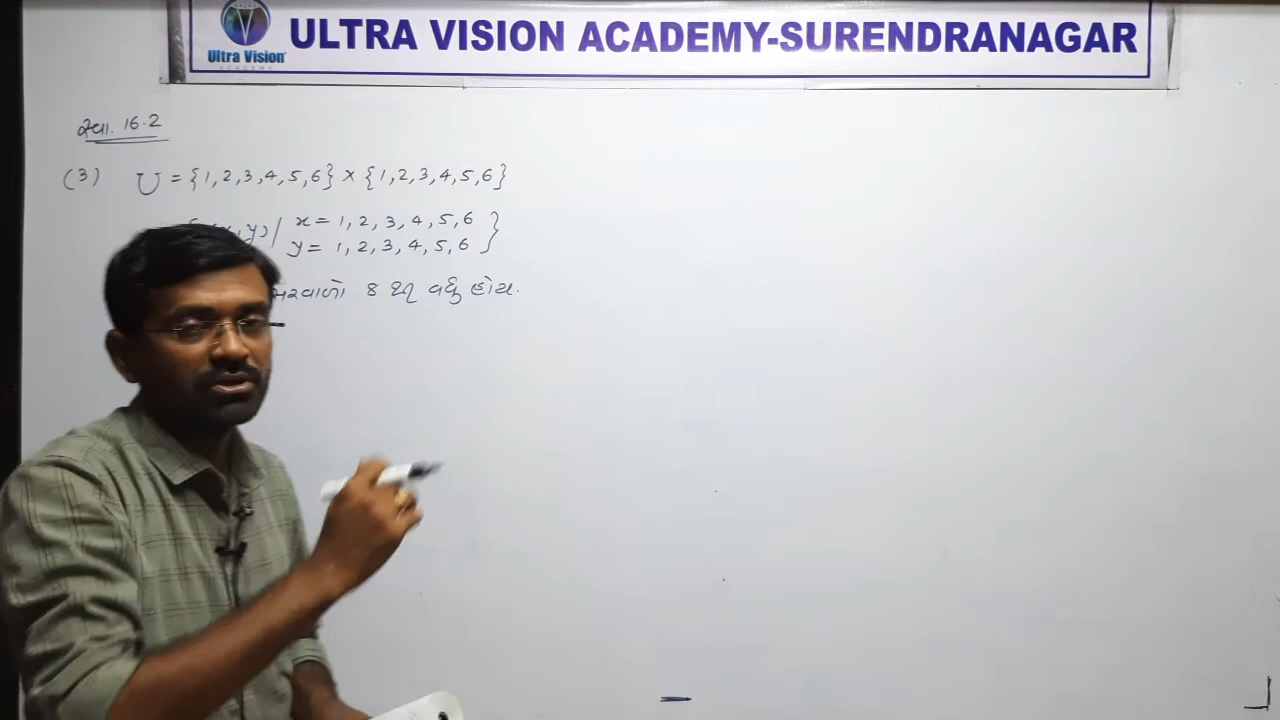 Ultra Vision
ACADEMY
ULTRA VISION ACADEMY-SURENDRANAGAR
સ્વા. 16.2
(3) U = {1,2,3,4,5,6} × {1,2,3,4,5,6}
x = 1, 2, 3, 4, 5, 6 }
y = 1, 2, 3, 4, 5, 6
8 થી વધુ હોય.